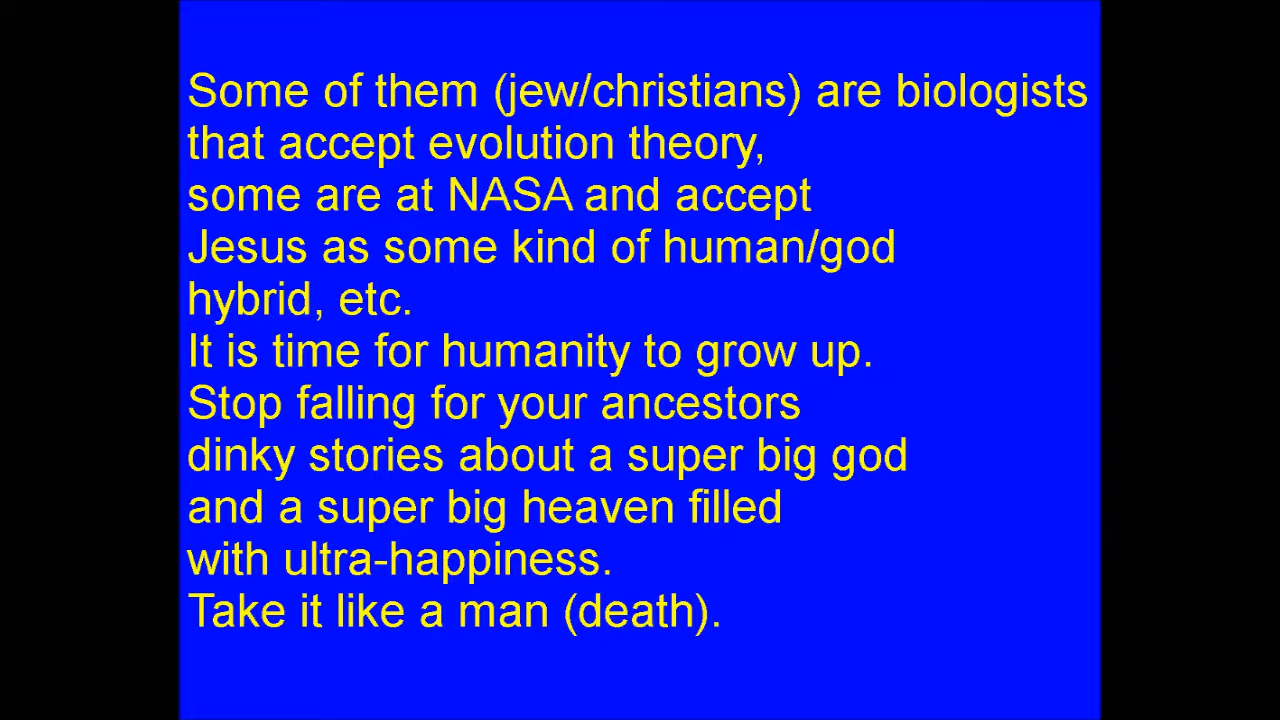 Some of them (jew/christians) are biologists
that accept evolution theory,
some are at NASA and accept
Jesus as some kind of human/god
hybrid, etc.
It is time for humanity to grow up.
Stop falling for your ancestors
dinky stories about a super big god
and a super big heaven filled
with ultra-happiness.
Take it like a man (death).